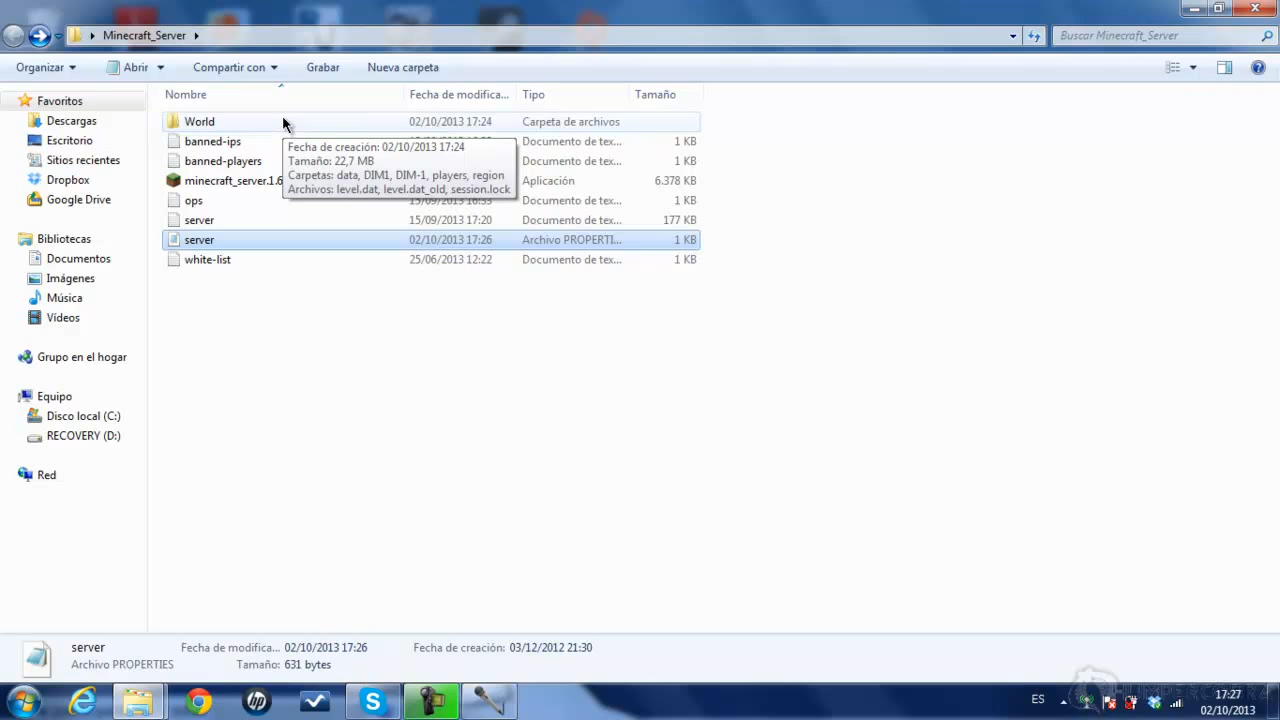 Minecraft_Server
Buscar Minecraft_Server
Organizar
Abrir
Compartir con
Grabar
Nueva carpeta
Nombre
Fecha de modifica...
Tipo
Tamaño
World
02/10/2013 17:24
Carpeta de archivos
banned-ips
Documento de tex...
1 KB
banned-players
Documento de tex...
1 KB
minecraft_server.1.6
Aplicación
6.378 KB
ops
Documento de tex...
1 KB
server
15/09/2013 17:20
Documento de tex...
177 KB
server
02/10/2013 17:26
Archivo PROPERTI...
1 KB
white-list
25/06/2013 12:22
Documento de tex...
1 KB
Fecha de creación: 02/10/2013 17:24
Tamaño: 22,7 MB
Carpetas: data, DIM1, DIM-1, players, region
Archivos: level.dat, level.dat_old, session.lock
Favoritos
Descargas
Escritorio
Sitios recientes
Dropbox
Google Drive
Bibliotecas
Documentos
Imágenes
Música
Vídeos
Grupo en el hogar
Equipo
Disco local (C:)
RECOVERY (D:)
Red
server
Archivo PROPERTIES
Fecha de modifica... 02/10/2013 17:26
Tamaño: 631 bytes
Fecha de creación: 03/12/2012 21:30
ES
17:27
02/10/2013